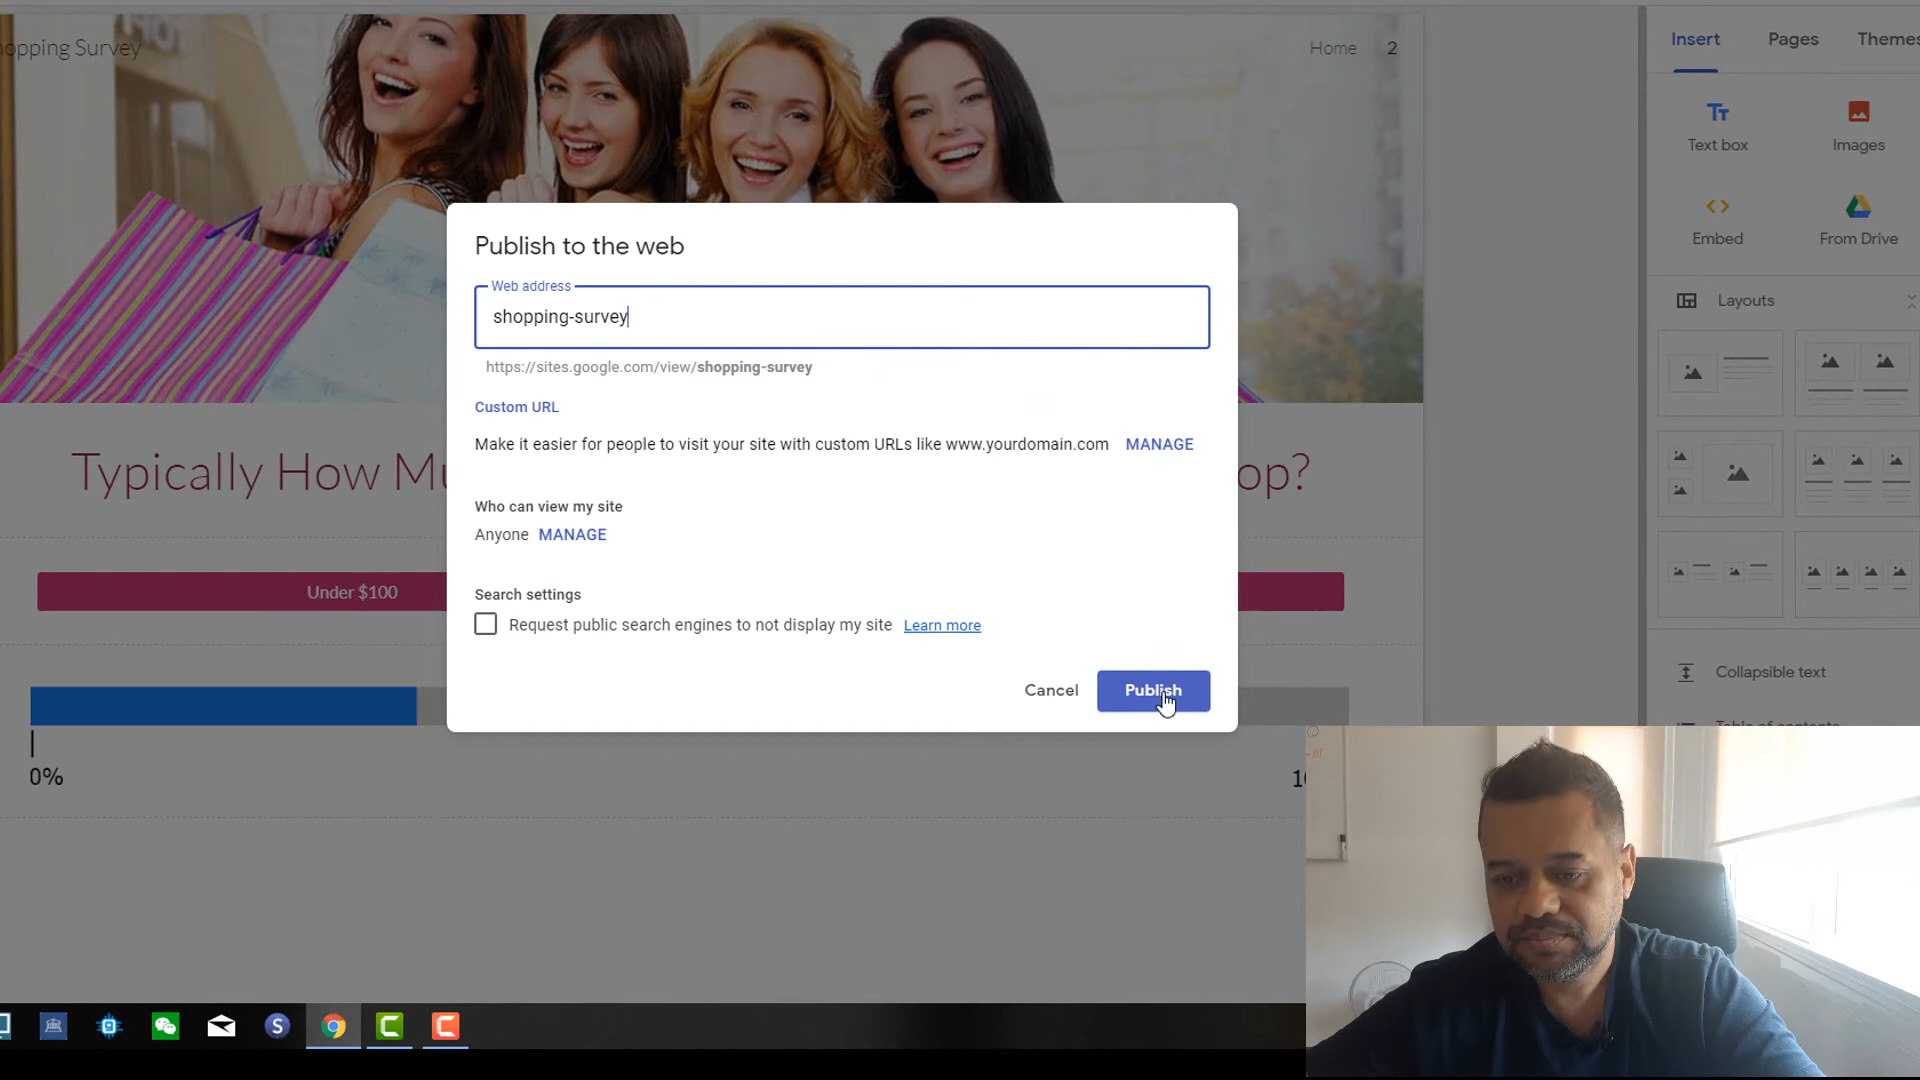 opping Survey
Home 2
Insert Pages Themes
Text box Images
Embed From Drive
Layouts
Publish to the web
Web address
shopping-survey
https://sites.google.com/view/shopping-survey
Custom URL
Make it easier for people to visit your site with custom URLs like www.yourdomain.com MANAGE
Who can view my site
Anyone MANAGE
Search settings
Request public search engines to not display my site Learn more
Cancel Publish
Typically How Mu
op?
Under $100
0%
Collapsible text
Table of contents